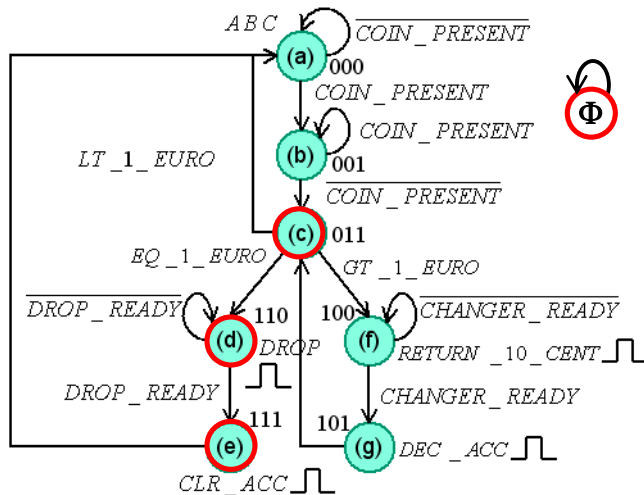 ABC
COIN_PRESENT
(a)
000
COIN_PRESENT
COIN_PRESENT
Φ
(b)
001
LT_1_EURO
COIN_PRESENT
(c)
011
EQ_1_EURO
GT_1_EURO
DROP_READY
110
100
CHANGER_READY
(d)
DROP
(f)
RETURN_10_CENT
DROP_READY
CHANGER_READY
111
101
(e)
(g)
DEC_ACC
CLR_ACC